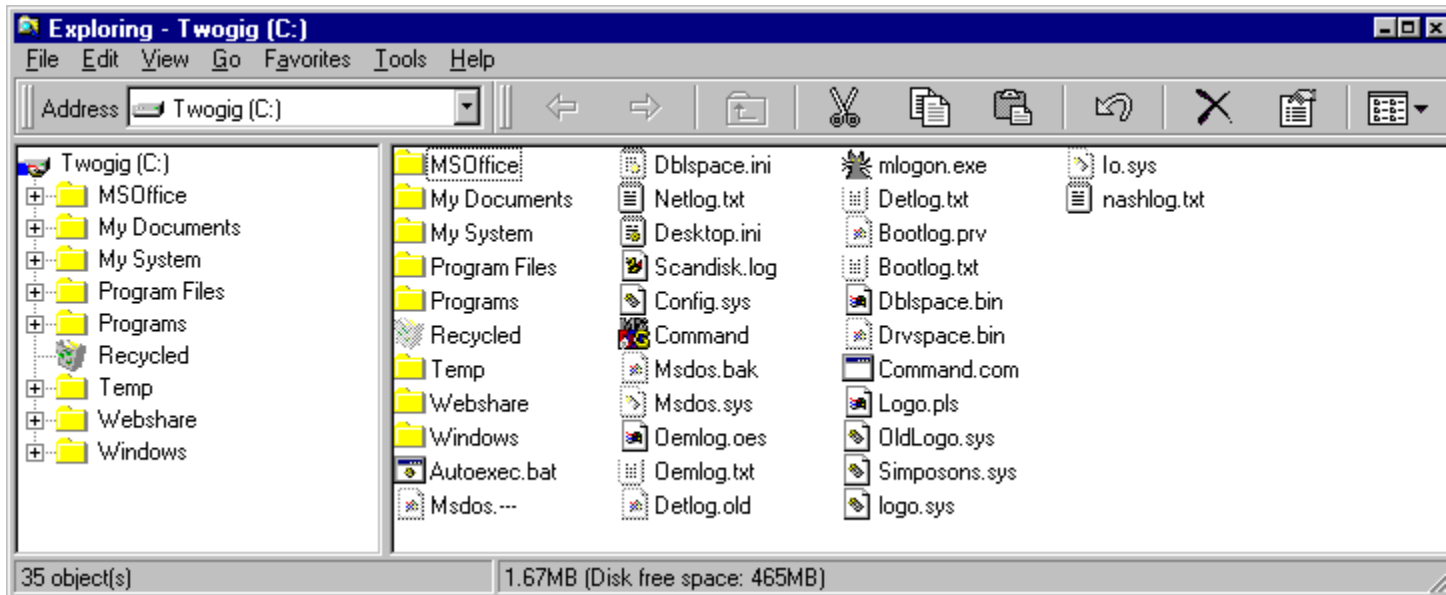 Exploring - Twogig (C:)
File Edit View Go Favorites Tools Help
Address Twogig (C:)
Twogig (C:)
MSOffice
My Documents
My System
Program Files
Programs
Recycled
Temp
Webshare
Windows
MSOffice
My Documents
My System
Program Files
Programs
Recycled
Temp
Webshare
Windows
Autoexec.bat
Msdos.---
Dblspace.ini
Netlog.txt
Desktop.ini
Scandisk.log
Config.sys
Command
Msdos.bak
Msdos.sys
Oemlog.oes
Oemlog.txt
Detlog.old
mlogon.exe
Detlog.txt
Bootlog.prv
Bootlog.txt
Dblspace.bin
Drvspace.bin
Command.com
Logo.pls
OldLogo.sys
Simposons.sys
logo.sys
Io.sys
nashlog.txt
35 object(s)
1.67MB (Disk free space: 465MB)